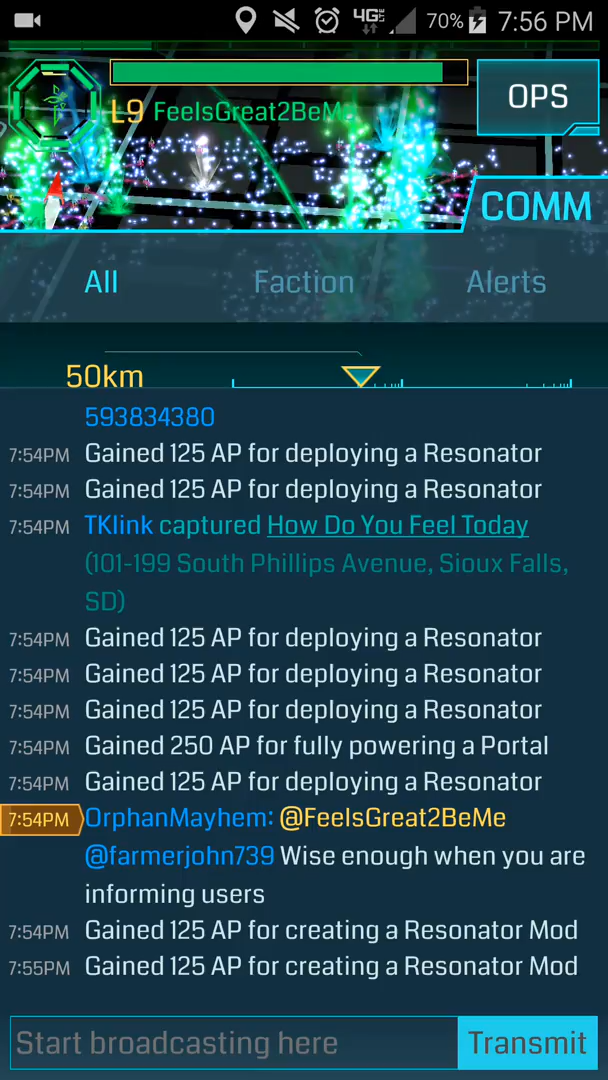 4G LTE 70% 7:56 PM
L9 FeelsGreat2BeMe
OPS
COMM
All Faction Alerts
50km
593834380
7:54PM Gained 125 AP for deploying a Resonator
7:54PM Gained 125 AP for deploying a Resonator
7:54PM TKlink captured How Do You Feel Today
(101-199 South Phillips Avenue, Sioux Falls,
SD)
7:54PM Gained 125 AP for deploying a Resonator
7:54PM Gained 125 AP for deploying a Resonator
7:54PM Gained 125 AP for deploying a Resonator
7:54PM Gained 250 AP for fully powering a Portal
7:54PM Gained 125 AP for deploying a Resonator
7:54PM OrphanMayhem: @FeelsGreat2BeMe
@farmerjohn739 Wise enough when you are
informing users
7:54PM Gained 125 AP for creating a Resonator Mod
7:55PM Gained 125 AP for creating a Resonator Mod
Start broadcasting here Transmit